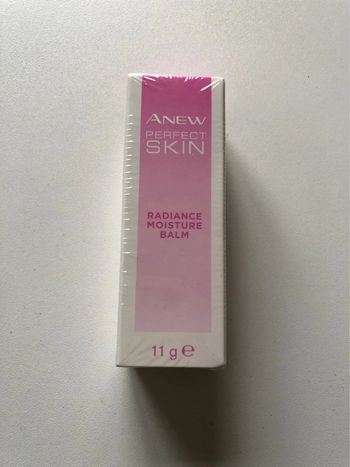 ANEW
PERFECT
SKIN
RADIANCE
MOISTURE
BALM
11 g ℮